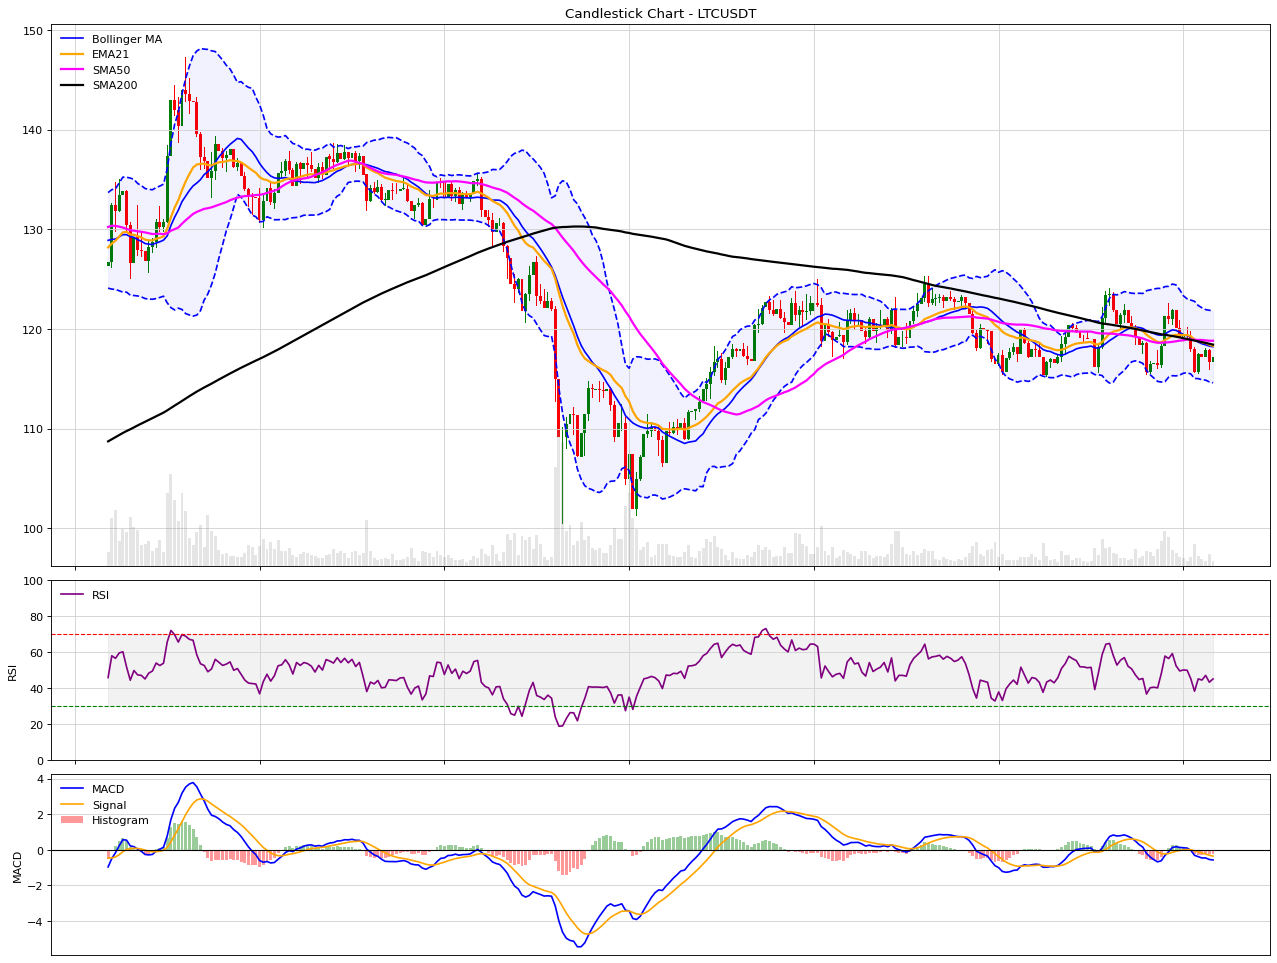 Candlestick Chart - LTCUSDT
150
140
130
120
110
100
Bollinger MA
EMA21
SMA50
SMA200
100
80
60
40
20
0
RSI
RSI
4
2
0
−2
−4
MACD
MACD
Signal
Histogram